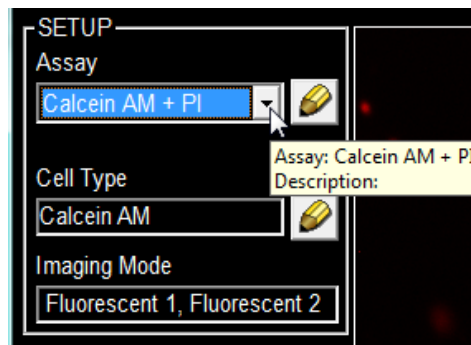 SETUP
Assay
Calcein AM + PI
Assay: Calcein AM + PI
Description:
Cell Type
Calcein AM
Imaging Mode
Fluorescent 1, Fluorescent 2